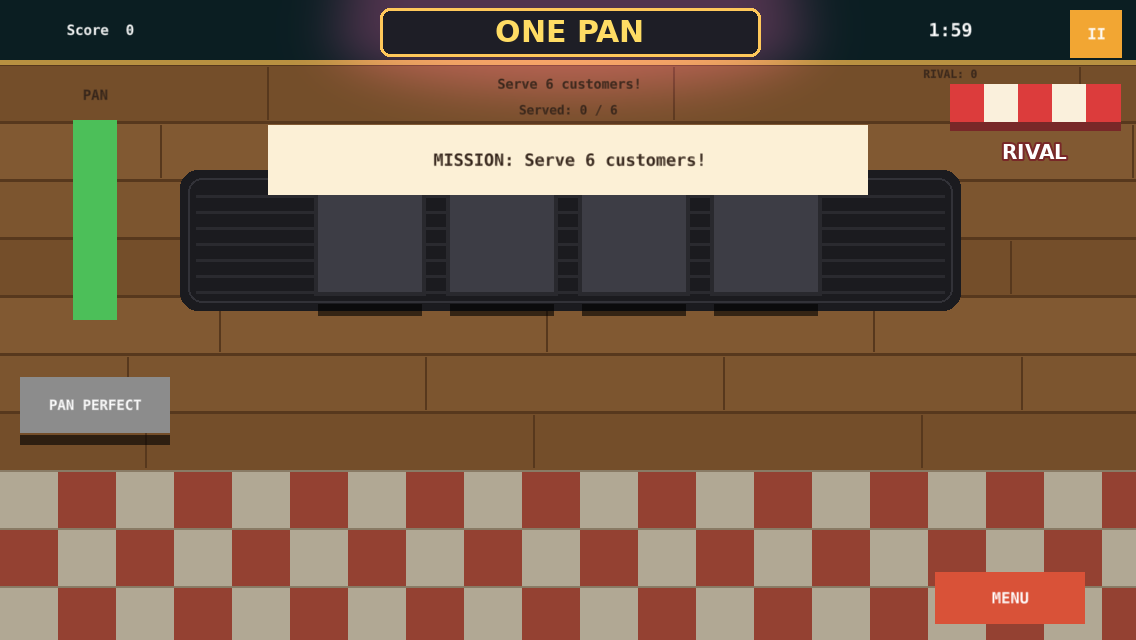 Score 0
ONE PAN
1:59
II
RIVAL: 0
PAN
Serve 6 customers!
Served: 0 / 6
MISSION: Serve 6 customers!
RIVAL
PAN PERFECT
MENU